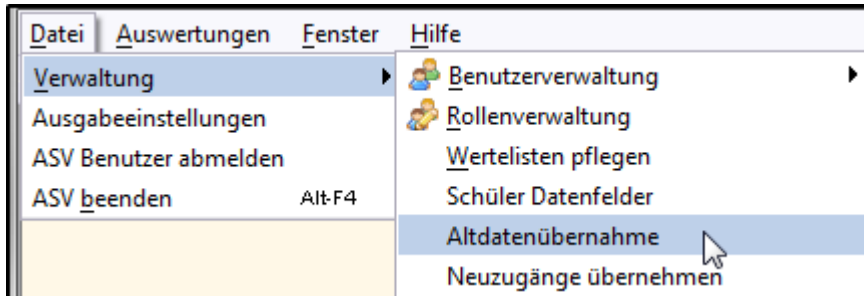 Datei Auswertungen Fenster Hilfe
Verwaltung
Ausgabeeinstellungen
ASV Benutzer abmelden
ASV beenden Alt-F4
Benutzerverwaltung
Rollenverwaltung
Wertelisten pflegen
Schüler Datenfelder
Altdatenübernahme
Neuzugänge übernehmen